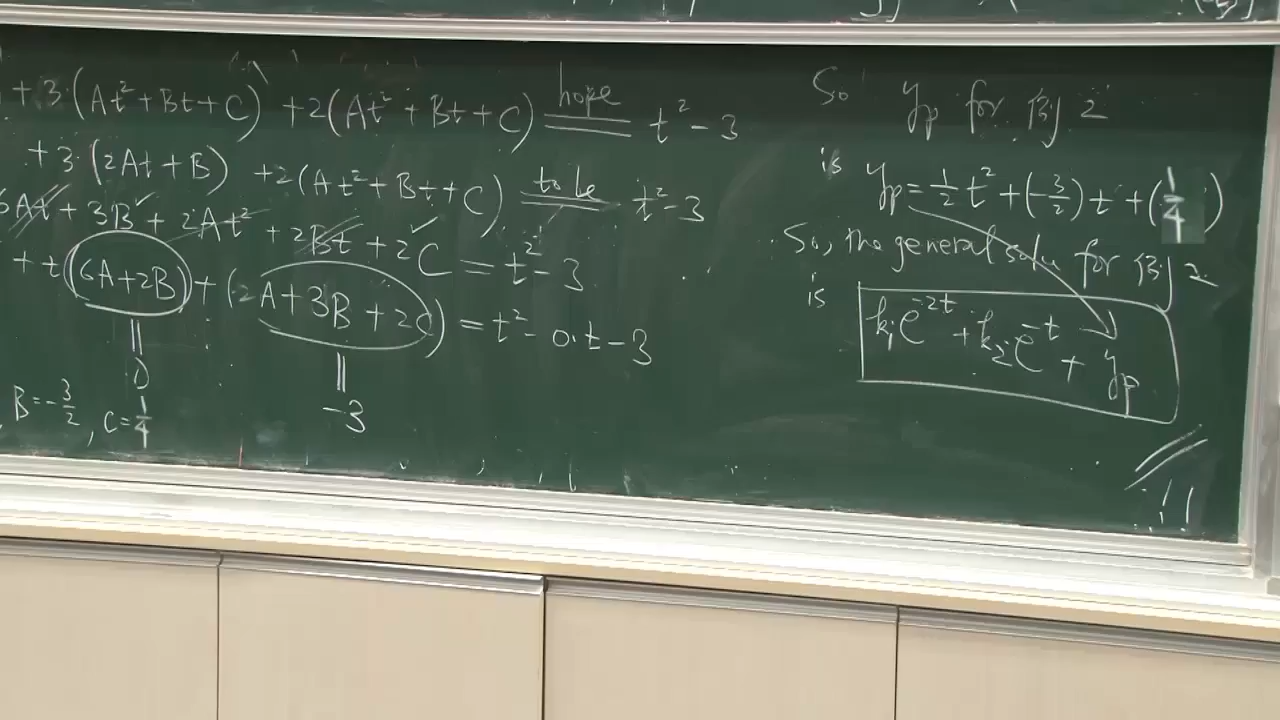 + 3·(At² + Bt + C) + 2(At² + Bt + C) hope t² - 3
+ 3·(2At + B) + 2(At² + Bt + C) to be t² - 3
6At + 3B + 2At² + 2Bt + 2C = t² - 3
+ t(6A + 2B) + (2A + 3B + 2C) = t² - 0·t - 3
|| ||
0 -3
B = -3/2, C = 1/4
So yp for 例 2
is yp = 1/2 t² + (-3/2)t + (1/4)
So, the general soln for 例 2
is
k₁e^-2t + k₂e^-t + yp